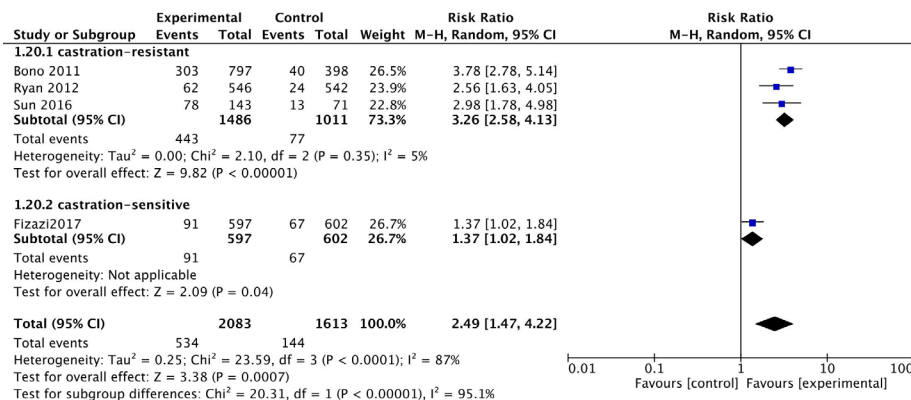 Experimental Control Risk Ratio Risk Ratio
Study or Subgroup Events Total Events Total Weight M-H, Random, 95% CI M-H, Random, 95% CI
1.20.1 castration-resistant
Bono 2011 303 797 40 398 26.5% 3.78 [2.78, 5.14]
Ryan 2012 62 546 24 542 23.9% 2.56 [1.63, 4.05]
Sun 2016 78 143 13 71 22.8% 2.98 [1.78, 4.98]
Subtotal (95% CI) 1486 1011 73.3% 3.26 [2.58, 4.13]
Total events 443 77
Heterogeneity: Tau² = 0.00; Chi² = 2.10, df = 2 (P = 0.35); I² = 5%
Test for overall effect: Z = 9.82 (P < 0.00001)
1.20.2 castration-sensitive
Fizazi2017 91 597 67 602 26.7% 1.37 [1.02, 1.84]
Subtotal (95% CI) 597 602 26.7% 1.37 [1.02, 1.84]
Total events 91 67
Heterogeneity: Not applicable
Test for overall effect: Z = 2.09 (P = 0.04)
Total (95% CI) 2083 1613 100.0% 2.49 [1.47, 4.22]
Total events 534 144
Heterogeneity: Tau² = 0.25; Chi² = 23.59, df = 3 (P < 0.0001); I² = 87%
Test for overall effect: Z = 3.38 (P = 0.0007)
Test for subgroup differences: Chi² = 20.31, df = 1 (P < 0.00001), I² = 95.1%
0.01 0.1 1 10 100
Favours [control] Favours [experimental]